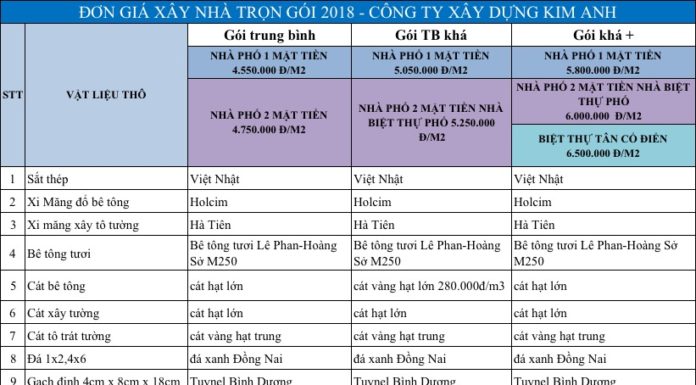 ĐƠN GIÁ XÂY NHÀ TRỌN GÓI 2018 - CÔNG TY XÂY DỰNG KIM ANH
STT VẬT LIỆU THÔ Gói trung bình Gói TB khá Gói khá +
NHÀ PHỐ 1 MẶT TIỀN NHÀ PHỐ 1 MẶT TIỀN NHÀ PHỐ 1 MẶT TIỀN
4.550.000 Đ/M2 5.050.000 Đ/M2 5.800.000 Đ/M2
NHÀ PHỐ 2 MẶT TIỀN
4.750.000 Đ/M2
NHÀ PHỐ 2 MẶT TIỀN NHÀ
BIỆT THỰ PHỐ 5.250.000
Đ/M2
NHÀ PHỐ 2 MẶT TIỀN NHÀ BIỆT
THỰ PHỐ
6.000.000 Đ/M2
BIỆT THỰ TÂN CỔ ĐIỂN
6.500.000 Đ/M2
1 Sắt thép Việt Nhật Việt Nhật Việt Nhật
2 Xi Măng đổ bê tông Holcim Holcim Holcim
3 Xi măng xây tô tường Hà Tiên Hà Tiên Hà Tiên
4 Bê tông tươi Bê tông tươi Lê Phan-Hoàng Bê tông tươi Lê Phan-Hoàng Bê tông tươi Lê Phan-Hoàng Sở
Sở M250 Sở M250 M250
5 Cát bê tông cát hạt lớn cát vàng hạt lớn 280.000đ/m3 cát hạt lớn
6 Cát xây tường cát hạt lớn cát hạt lớn cát hạt lớn
7 Cát tô trát tường cát vàng hạt trung cát vàng hạt trung cát vàng hạt trung
8 Đá 1x2,4x6 đá xanh Đồng Nai đá xanh Đồng Nai đá xanh Đồng Nai
9 Gạch đinh 4cm x 8cm x 18cm Tuynel Bình Dương Tuynel Bình Dương Tuynel Bình Dương